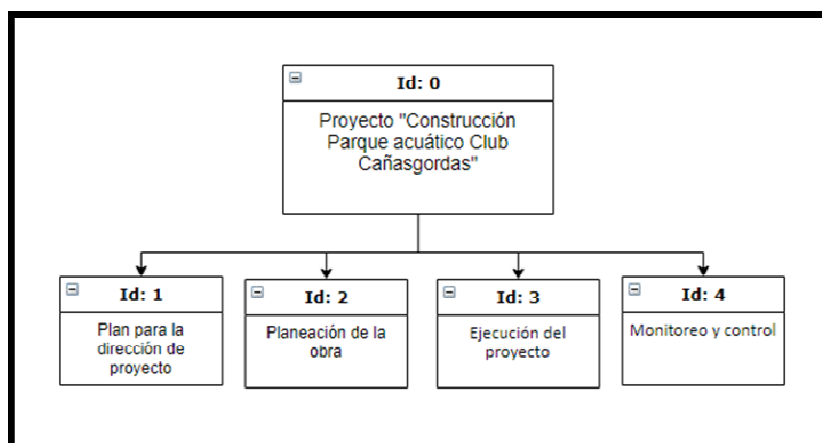 Id: 0
Proyecto "Construcción
Parque acuático Club
Cañasgordas"
Id: 1
Plan para la
dirección de
proyecto
Id: 2
Planeación de la
obra
Id: 3
Ejecución del
proyecto
Id: 4
Monitoreo y control